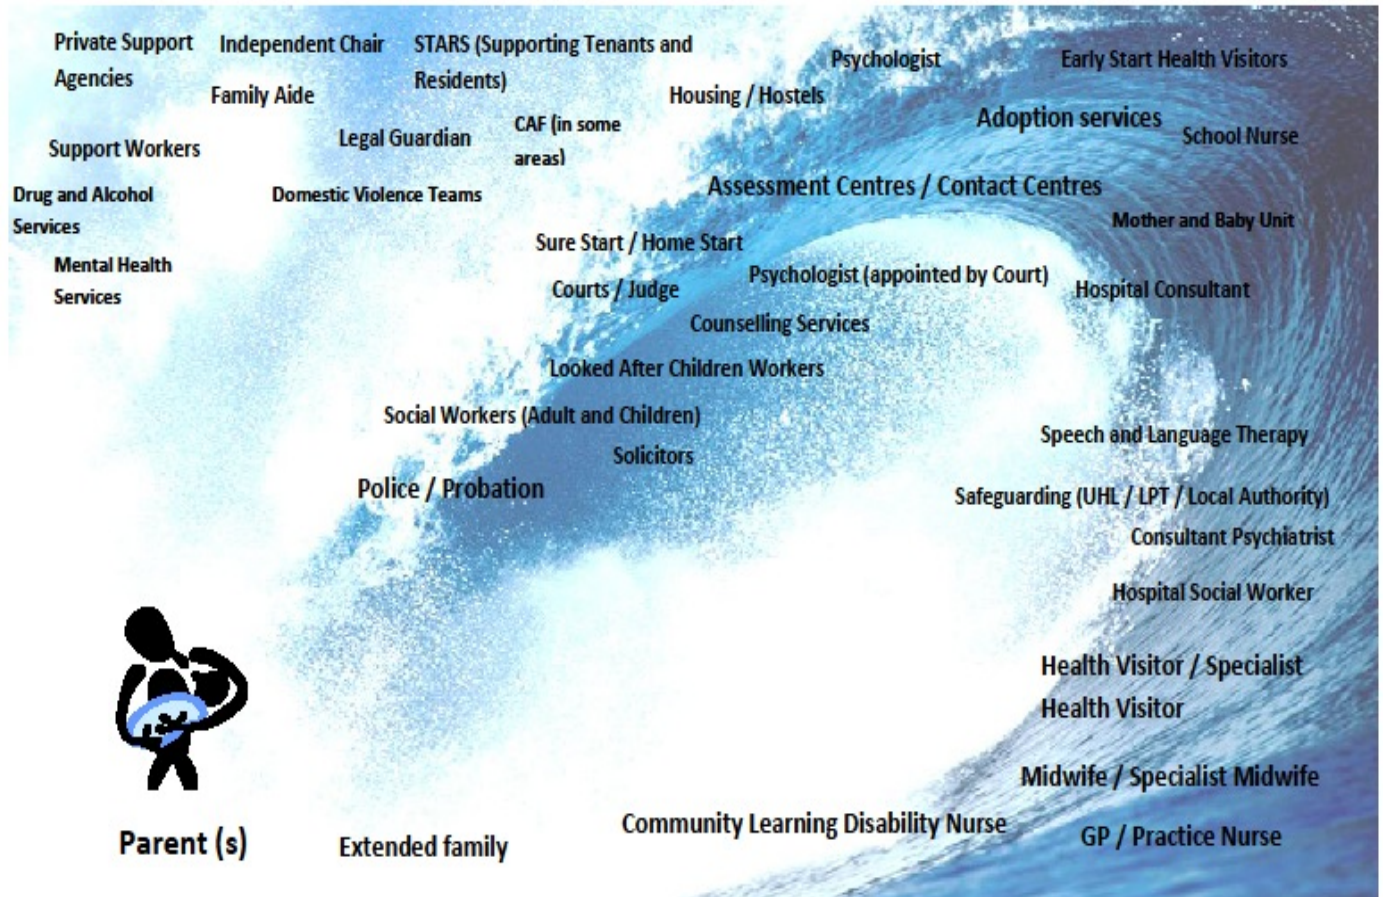 Private Support
Agencies
Independent Chair
STARS (Supporting Tenants and
Residents)
Psychologist
Early Start Health Visitors
Family Aide
Housing / Hostels
Adoption services
School Nurse
Support Workers
Legal Guardian
CAF (in some
areas)
Drug and Alcohol
Services
Domestic Violence Teams
Assessment Centres / Contact Centres
Mother and Baby Unit
Mental Health
Services
Sure Start / Home Start
Courts / Judge
Psychologist (appointed by Court)
Hospital Consultant
Counselling Services
Looked After Children Workers
Social Workers (Adult and Children)
Solicitors
Speech and Language Therapy
Police / Probation
Safeguarding (UHL / LPT / Local Authority)
Consultant Psychiatrist
Hospital Social Worker
Health Visitor / Specialist
Health Visitor
Midwife / Specialist Midwife
Parent (s)
Extended family
Community Learning Disability Nurse
GP / Practice Nurse